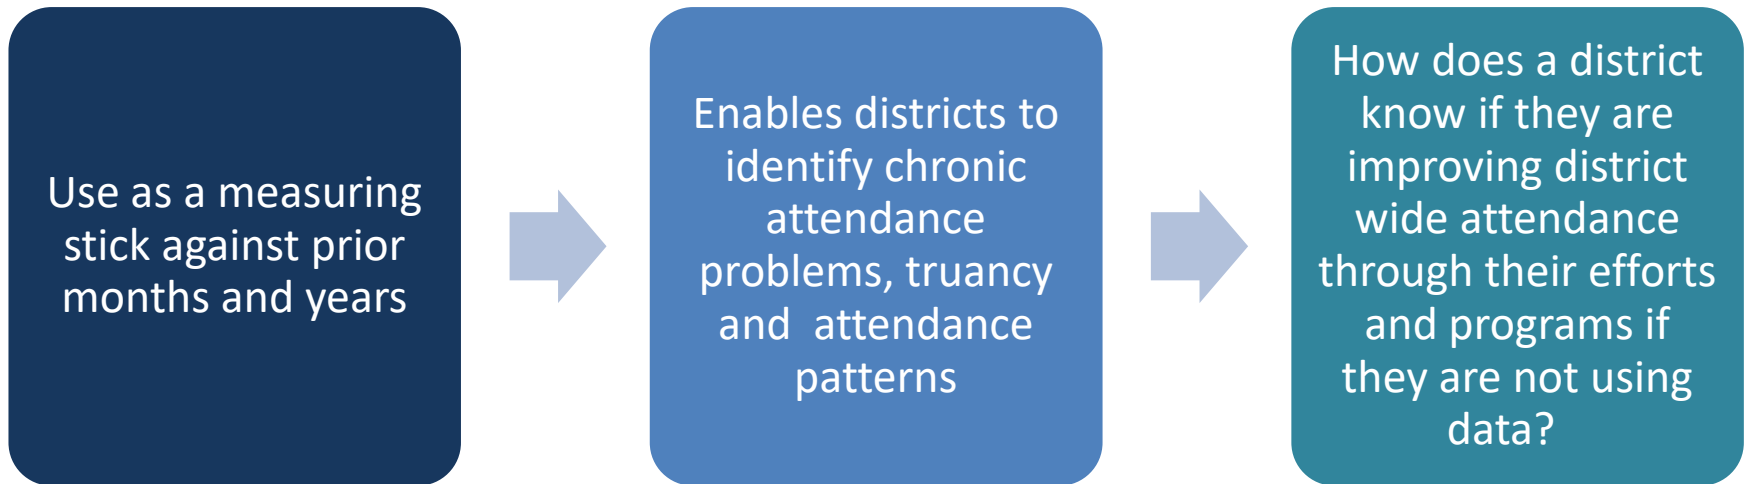 Use as a measuring
stick against prior
months and years
Enables districts to
identify chronic
attendance
problems, truancy
and  attendance
patterns
How does a district
know if they are
improving district
wide attendance
through their efforts
and programs if
they are not using
data?